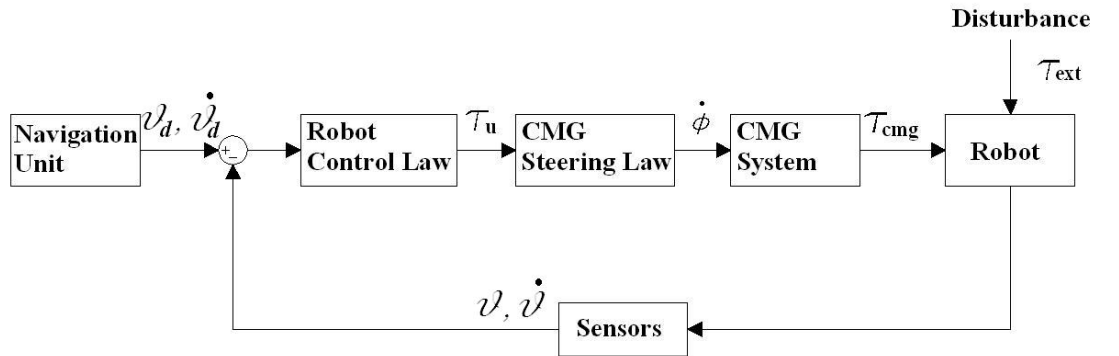 Disturbance
τext
ϑd, ϑ̇d
Navigation
Unit
+
−
Robot
Control Law
τu
CMG
Steering Law
ϕ̇
CMG
System
τcmg
Robot
ϑ, ϑ̇
Sensors